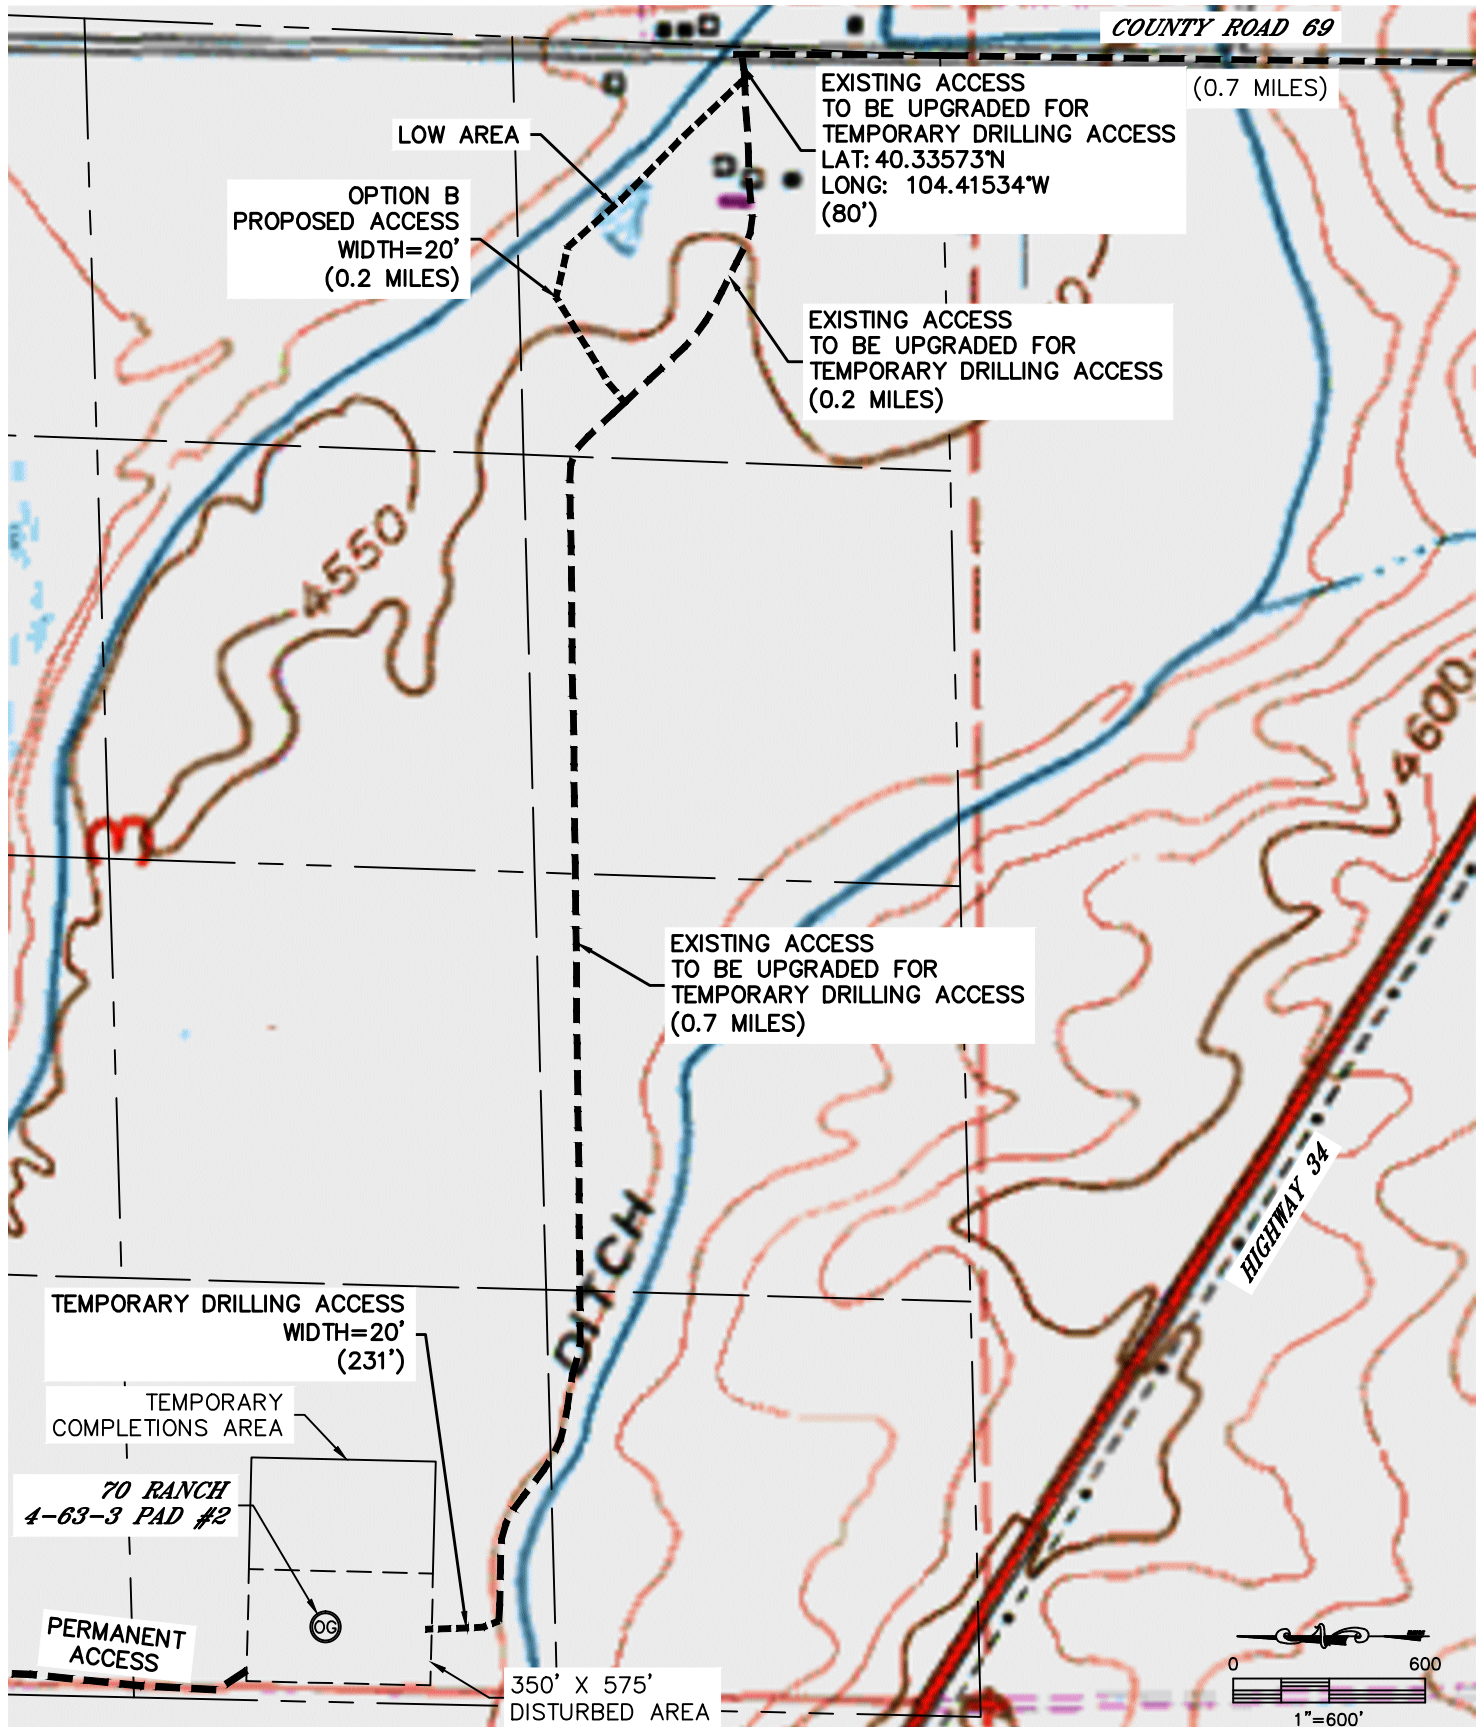 COUNTY ROAD 69
(0.7 MILES)
EXISTING ACCESS
TO BE UPGRADED FOR
TEMPORARY DRILLING ACCESS
LAT: 40.33573°N
LONG: 104.41534°W
(80')
LOW AREA
OPTION B
PROPOSED ACCESS
WIDTH=20'
(0.2 MILES)
EXISTING ACCESS
TO BE UPGRADED FOR
TEMPORARY DRILLING ACCESS
(0.2 MILES)
4550
4600
EXISTING ACCESS
TO BE UPGRADED FOR
TEMPORARY DRILLING ACCESS
(0.7 MILES)
HIGHWAY 34
DITCH
TEMPORARY DRILLING ACCESS
WIDTH=20'
(231')
TEMPORARY
COMPLETIONS AREA
70 RANCH
4-63-3 PAD #2
OG
PERMANENT
ACCESS
350' X 575'
DISTURBED AREA
0 600
1"=600'